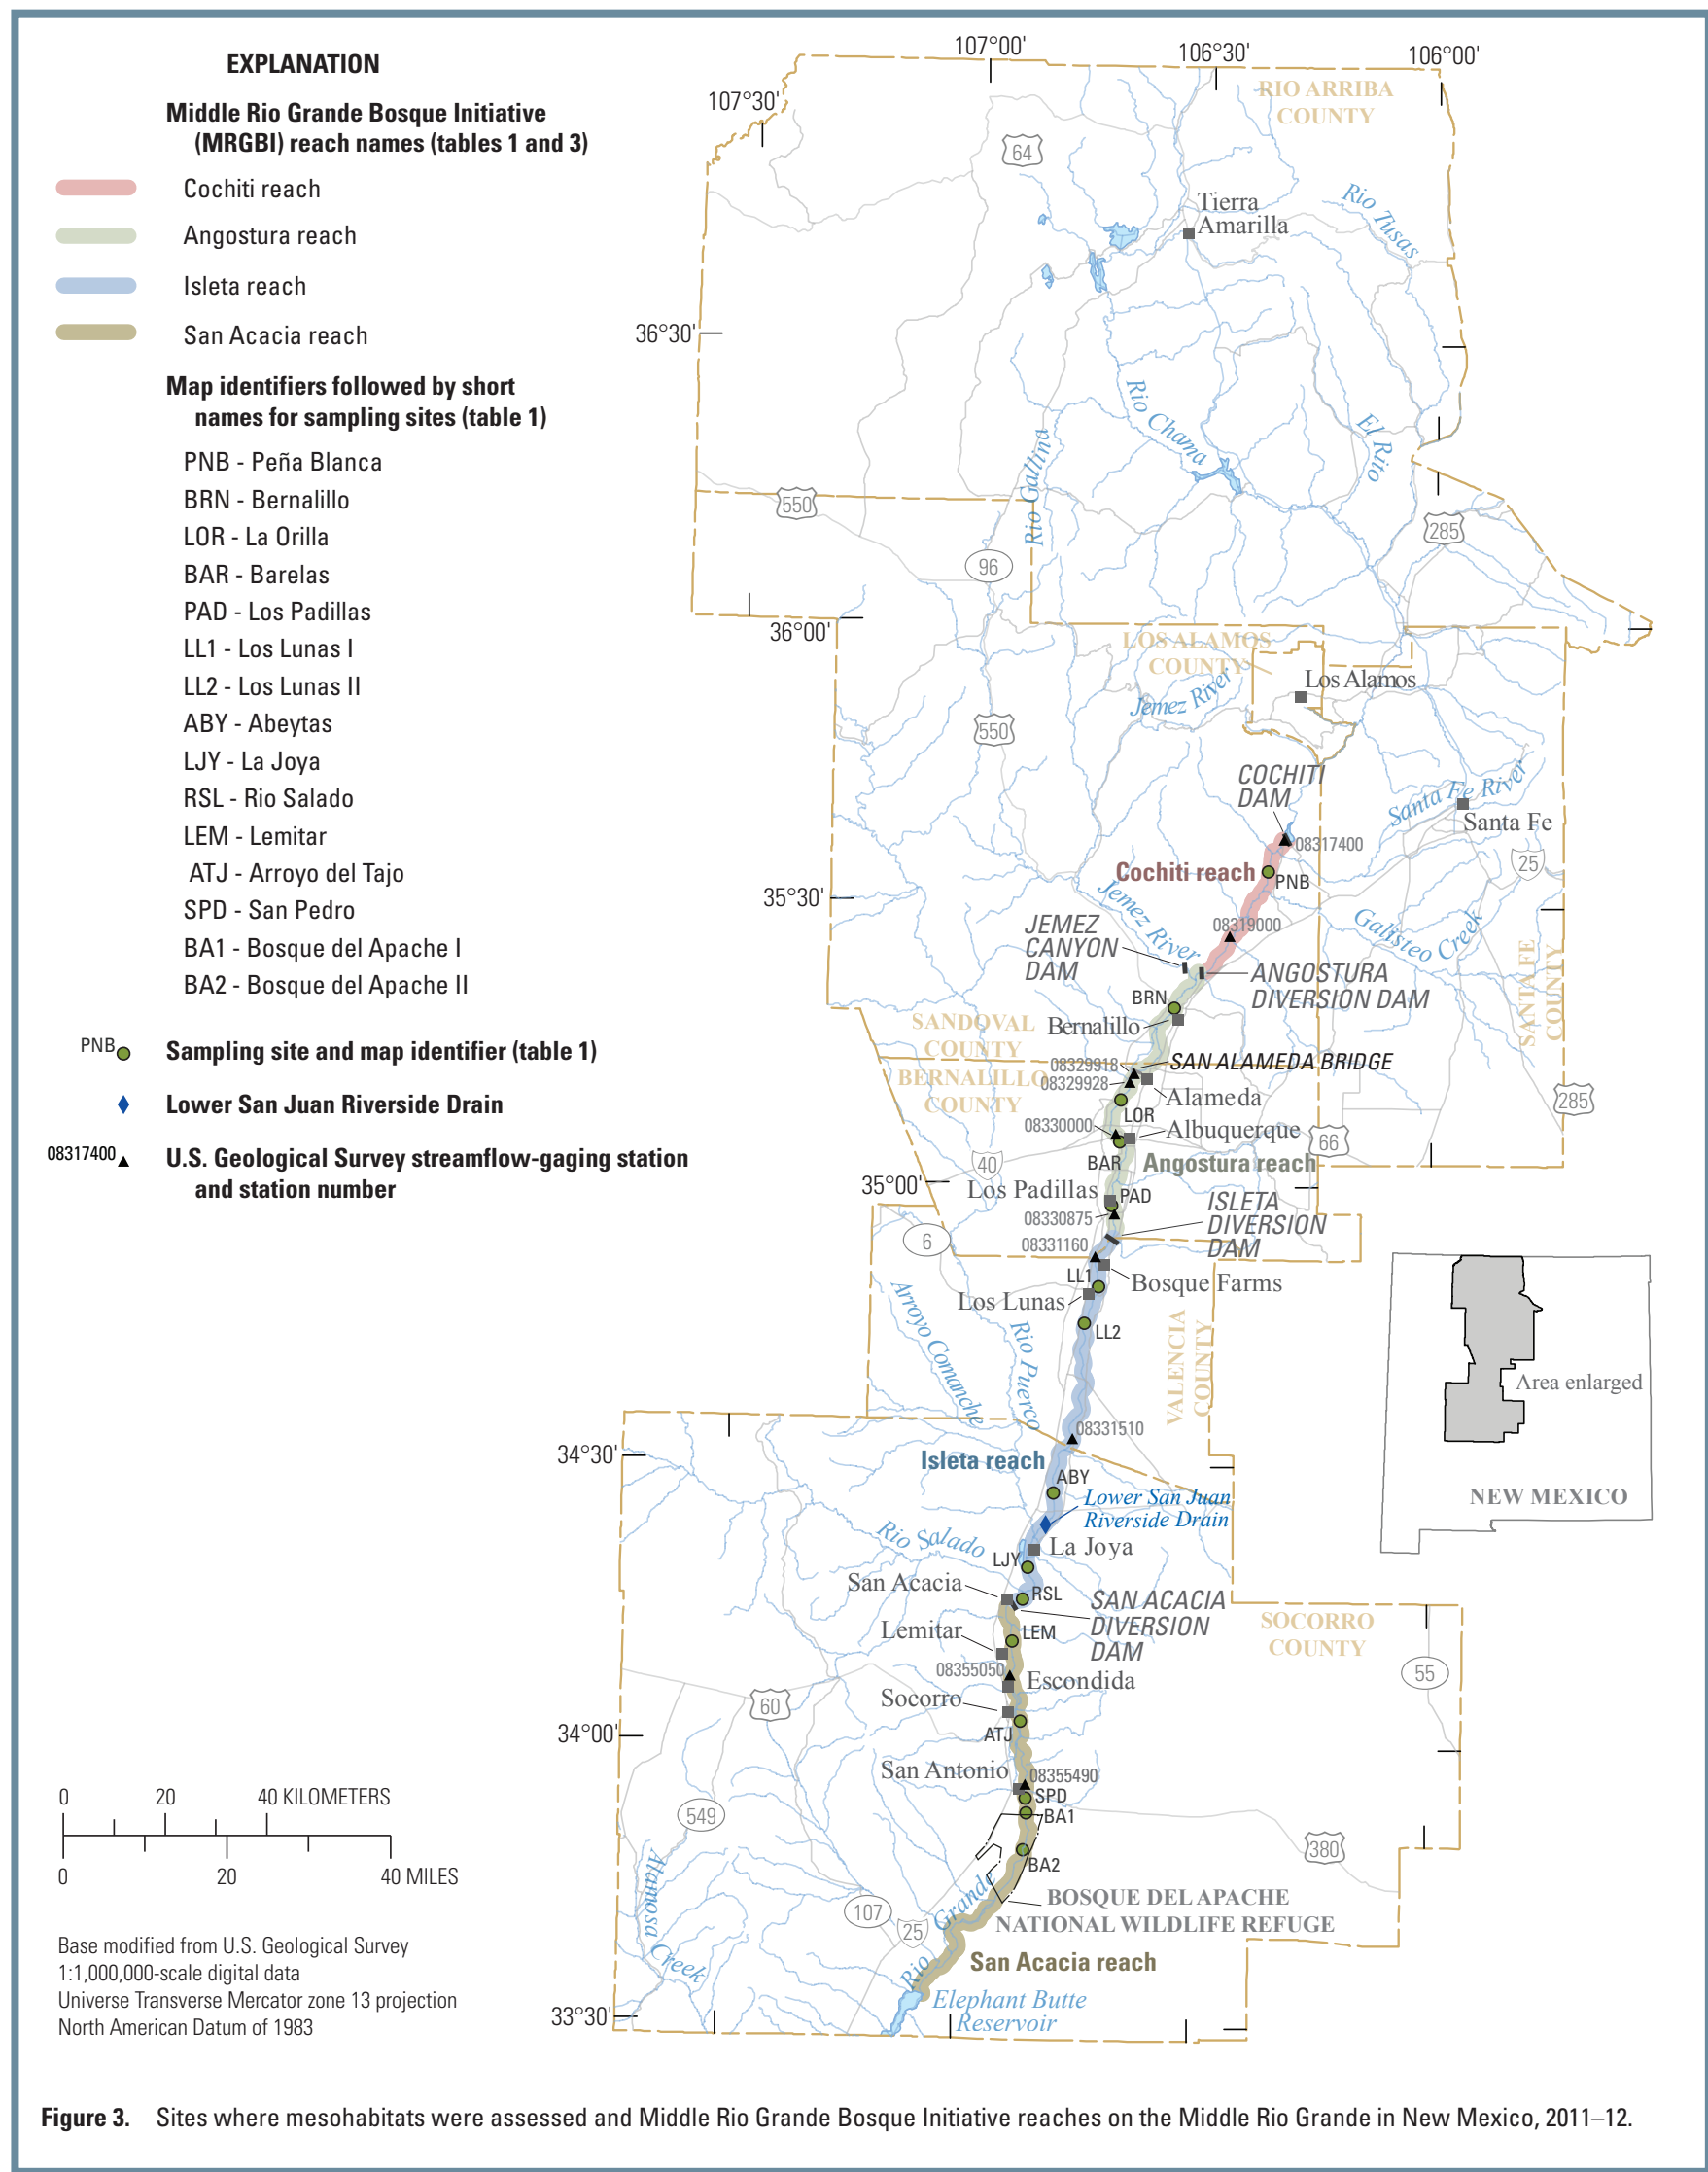 EXPLANATION
Middle Rio Grande Bosque Initiative
(MRGBI) reach names (tables 1 and 3)
Cochiti reach
Angostura reach
Isleta reach
San Acacia reach
Map identifiers followed by short
names for sampling sites (table 1)
PNB - Peña Blanca
BRN - Bernalillo
LOR - La Orilla
BAR - Barelas
PAD - Los Padillas
LL1 - Los Lunas I
LL2 - Los Lunas II
ABY - Abeytas
LJY - La Joya
RSL - Rio Salado
LEM - Lemitar
ATJ - Arroyo del Tajo
SPD - San Pedro
BA1 - Bosque del Apache I
BA2 - Bosque del Apache II
PNB Sampling site and map identifier (table 1)
Lower San Juan Riverside Drain
08317400 U.S. Geological Survey streamflow-gaging station
and station number
0 20 40 KILOMETERS
0 20 40 MILES
Base modified from U.S. Geological Survey
1:1,000,000-scale digital data
Universe Transverse Mercator zone 13 projection
North American Datum of 1983
107°30'
107°00'
106°30'
106°00'
RIO ARRIBA
COUNTY
64
Tierra
Amarilla
Rio Tusas
36°30'
Rio Chama
El Rito
Rio Gallina
550
285
96
36°00'
LOS ALAMOS
COUNTY
Los Alamos
Jemez River
550
COCHITI
DAM
Santa Fe River
Santa Fe
08317400
25
Cochiti reach
PNB
35°30'
Jemez River
08319000
Galisteo Creek
JEMEZ
CANYON
DAM
ANGOSTURA
DIVERSION DAM
SANTA FE
COUNTY
BRN
Bernalillo
SANDOVAL
COUNTY
08329918
SAN ALAMEDA BRIDGE
BERNALILLO
COUNTY
08329928
Alameda
285
LOR
08330000
Albuquerque
66
BAR
Angostura reach
40
35°00'
Los Padillas
PAD
ISLETA
DIVERSION
DAM
08330875
6
08331160
LL1
Bosque Farms
Los Lunas
LL2
Arroyo Comanche
Rio Puerco
VALENCIA
COUNTY
Area enlarged
NEW MEXICO
08331510
34°30'
Isleta reach
ABY
Lower San Juan
Riverside Drain
Rio Salado
La Joya
LJY
San Acacia
RSL
SAN ACACIA
DIVERSION
DAM
SOCORRO
COUNTY
Lemitar
LEM
08355050
Escondida
55
60
Socorro
34°00'
ATJ
San Antonio
08355490
SPD
BA1
549
380
BA2
Alamosa
Creek
107
25
Rio Grande
BOSQUE DEL APACHE
NATIONAL WILDLIFE REFUGE
San Acacia reach
33°30'
Elephant Butte
Reservoir
Figure 3. Sites where mesohabitats were assessed and Middle Rio Grande Bosque Initiative reaches on the Middle Rio Grande in New Mexico, 2011–12.